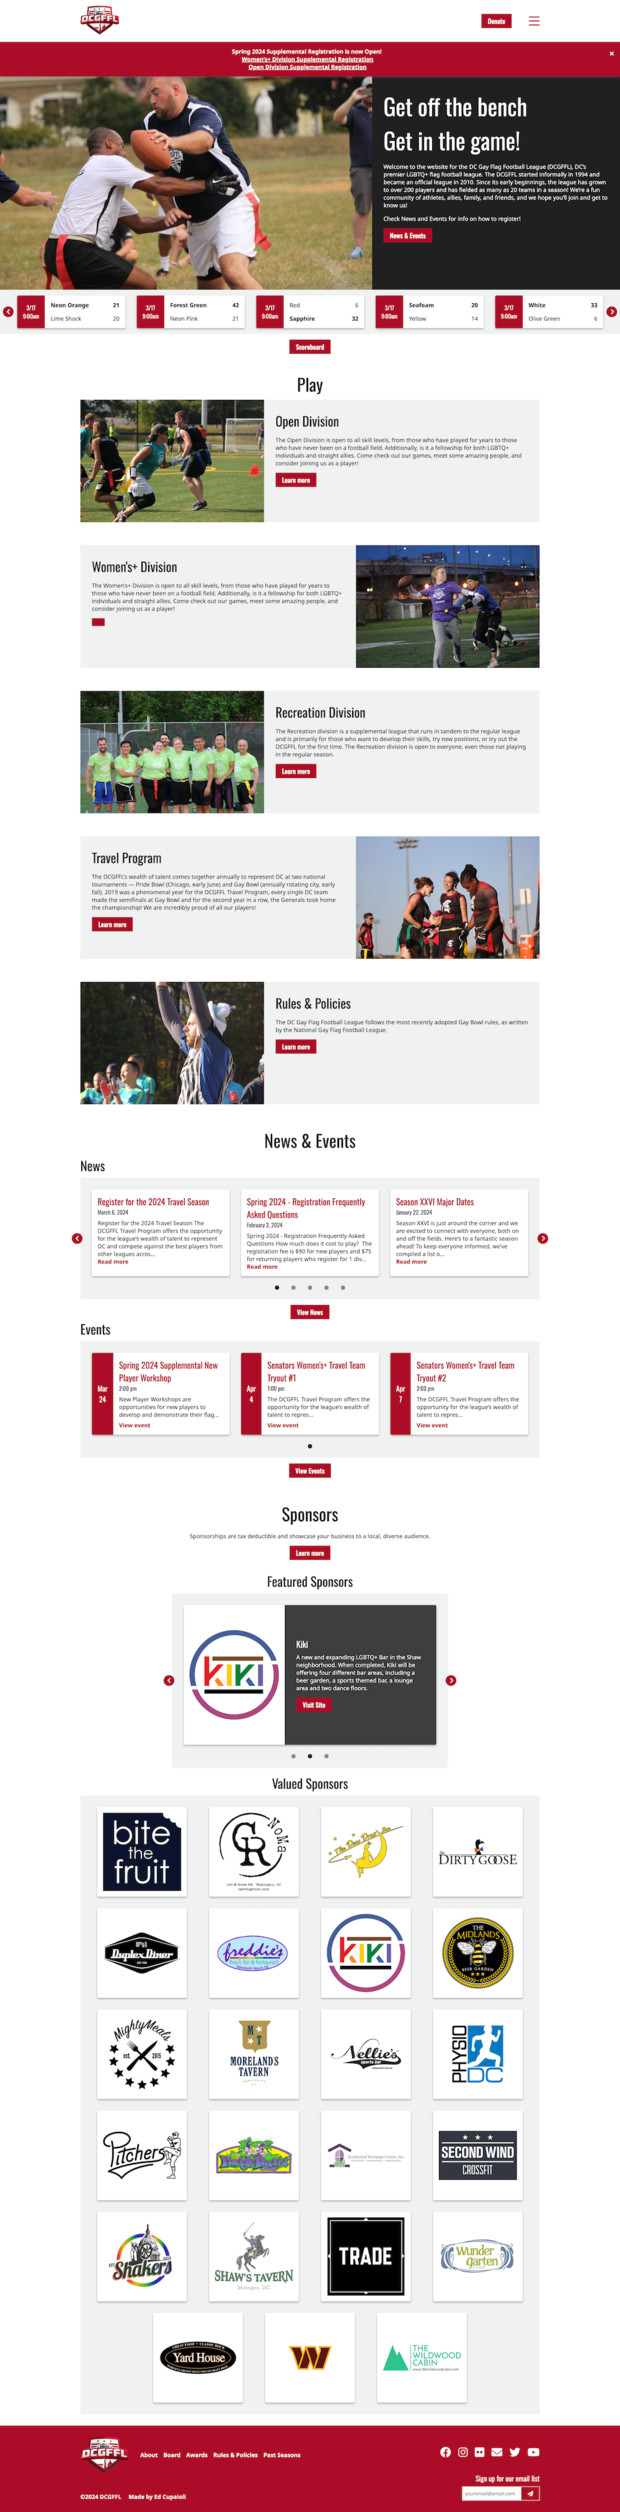 DCGFFL
Donate
Spring 2024 Supplemental Registration is now Open!
Women's+ Division Supplemental Registration
Open Division Supplemental Registration
Get off the bench
Get in the game!
Welcome to the website for the DC Gay Flag Football League (DCGFFL), DC's
premier LGBTQ+ flag football league. The DCGFFL started informally in 1994 and
became an official league in 2010. Since its early beginnings, the league has grown
to over 200 players and has fielded as many as 20 teams in a season! We're a fun
community of athletes, allies, family, and friends, and we hope you'll join and get to
know us!
Check News and Events for info on how to register!
News & Events
3/17
9:00am
Neon Orange 21
Lime Shock 20
3/17
9:00am
Forest Green 42
Neon Pink 21
3/17
9:00am
Red 6
Sapphire 32
3/17
9:00am
Seafoam 20
Yellow 14
3/17
9:00am
White 33
Olive Green 6
Scoreboard
Play
Open Division
The Open Division is open to all skill levels, from those who have played for years to those
who have never been on a football field. Additionally, is it a fellowship for both LGBTQ+
individuals and straight allies. Come check out our games, meet some amazing people, and
consider joining us as a player!
Learn more
Women's+ Division
The Women's+ Division is open to all skill levels, from those who have played for years to
those who have never been on a football field. Additionally, is it a fellowship for both LGBTQ+
individuals and straight allies. Come check out our games, meet some amazing people, and
consider joining us as a player!
Recreation Division
The Recreation division is a supplemental league that runs in tandem to the regular league
and is primarily for those who want to develop their skills, try new positions, or try out the
DCGFFL for the first time. The Recreation division is open to everyone, even those not playing
in the regular season.
Learn more
Travel Program
The DCGFFL's wealth of talent comes together annually to represent DC at two national
tournaments — Pride Bowl (Chicago, early June) and Gay Bowl (annually rotating city, early
fall). 2019 was a phenomenal year for the DCGFFL Travel Program, every single DC team
made the semifinals at Gay Bowl and for the second year in a row, the Generals took home
the championship! We are incredibly proud of all our players!
Learn more
Rules & Policies
The DC Gay Flag Football League follows the most recently adopted Gay Bowl rules, as written
by the National Gay Flag Football League.
Learn more
News & Events
News
Register for the 2024 Travel Season
March 6, 2024
Register for the 2024 Travel Season The
DCGFFL Travel Program offers the opportunity
for the league's wealth of talent to represent
DC and compete against the best players from
other leagues acros...
Read more
Spring 2024 - Registration Frequently
Asked Questions
February 2, 2024
Spring 2024 - Registration Frequently Asked
Questions How much does it cost to play? The
registration fee is $90 for new players and $75
for returning players who register for 1 div...
Read more
Season XXVI Major Dates
January 22, 2024
Season XXVI is just around the corner and we
are excited to connect with everyone, both on
and off the fields. Here's to a fantastic season
ahead! To keep everyone informed, we've
compiled a list o...
Read more
View News
Events
Mar
24
Spring 2024 Supplemental New
Player Workshop
2:00 pm
New Player Workshops are
opportunities for new players to
develop and demonstrate their flag...
View event
Apr
4
Senators Women's+ Travel Team
Tryout #1
7:00 pm
The DCGFFL Travel Program offers the
opportunity for the league's wealth of
talent to repres...
View event
Apr
7
Senators Women's+ Travel Team
Tryout #2
2:00 pm
The DCGFFL Travel Program offers the
opportunity for the league's wealth of
talent to repres...
View event
View Events
Sponsors
Sponsorships are tax deductible and showcase your business to a local, diverse audience.
Learn more
Featured Sponsors
KIKI
Kiki
A new and expanding LGBTQ+ Bar in the Shaw
neighborhood. When completed, Kiki will be
offering four different bar areas, including a
beer garden, a sports themed bar, a lounge
area and two dance floors.
Visit Site
Valued Sponsors
bite
the
fruit
GR
NoMa
DIRTY GOOSE
Duplex Diner
freddie's
KIKI
THE
MIDLANDS
BEER GARDEN
MightyMeals
est. 2015
MT
MORELAND'S
TAVERN
Nellie's
sports bar
PHYSIO
DC
Pitchers
SECOND WIND
CROSSFIT
Shakers
SHAW'S TAVERN
Washington, DC
TRADE
Wunder
garten
Yard House
W
THE
WILDWOOD
CABIN
DCGFFL
About Board Awards Rules & Policies Past Seasons
Sign up for our email list
youremail@email.com
©2024 DCGFFL Made by Ed Cupaioli